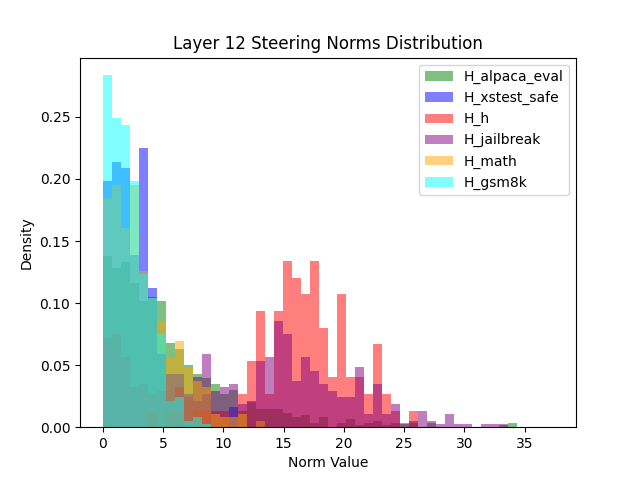 Layer 12 Steering Norms Distribution
H_alpaca_eval
H_xstest_safe
H_h
H_jailbreak
H_math
H_gsm8k
Density
0.25
0.20
0.15
0.10
0.05
0.00
0 5 10 15 20 25 30 35
Norm Value